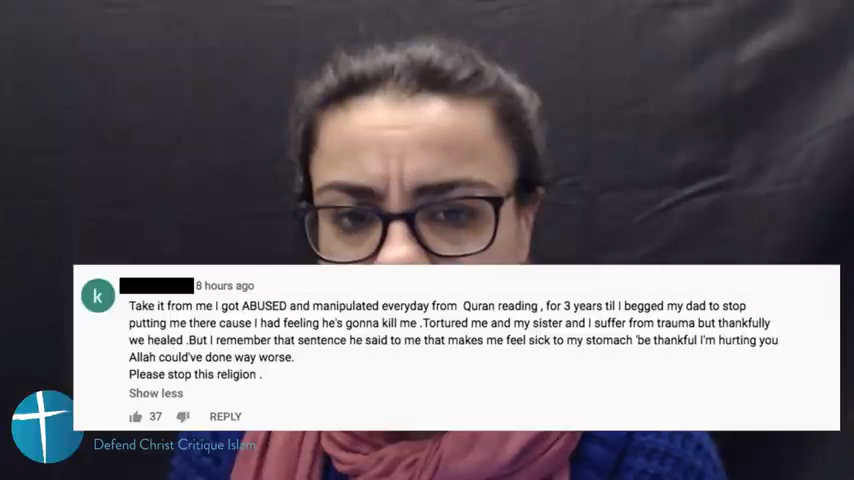 k
8 hours ago
Take it from me I got ABUSED and manipulated everyday from Quran reading , for 3 years til I begged my dad to stop
putting me there cause I had feeling he's gonna kill me .Tortured me and my sister and I suffer from trauma but thankfully
we healed .But I remember that sentence he said to me that makes me feel sick to my stomach 'be thankful I'm hurting you
Allah could've done way worse.
Please stop this religion .
Show less
37 REPLY
Defend Christ Critique Islam